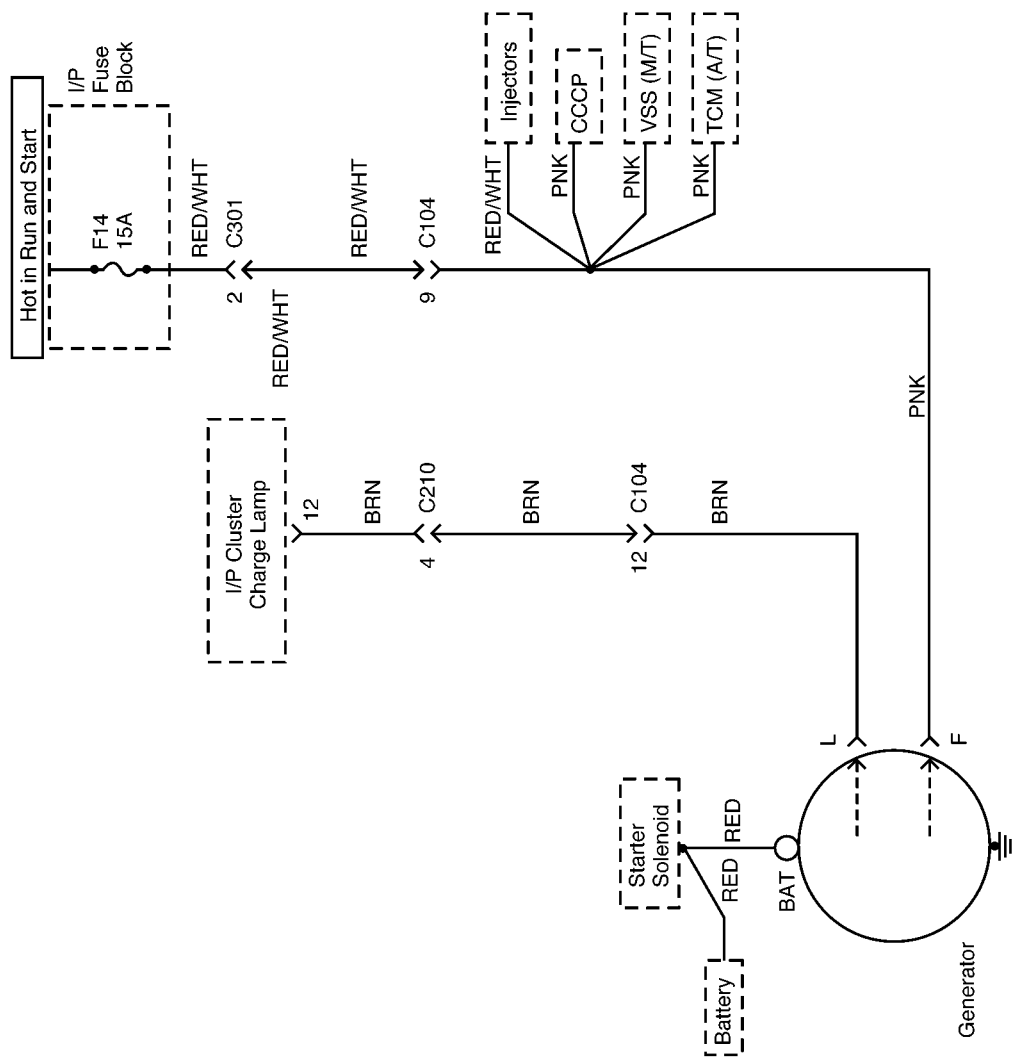 Hot in Run and Start
I/P
Fuse
Block
F14
15A
RED/WHT
2
C301
RED/WHT
RED/WHT
9
C104
RED/WHT
Injectors
PNK
CCCP
PNK
VSS (M/T)
PNK
TCM (A/T)
PNK
I/P Cluster
Charge Lamp
12
BRN
4
C210
BRN
12
C104
BRN
L
F
Starter
Solenoid
RED
RED
BAT
Battery
Generator